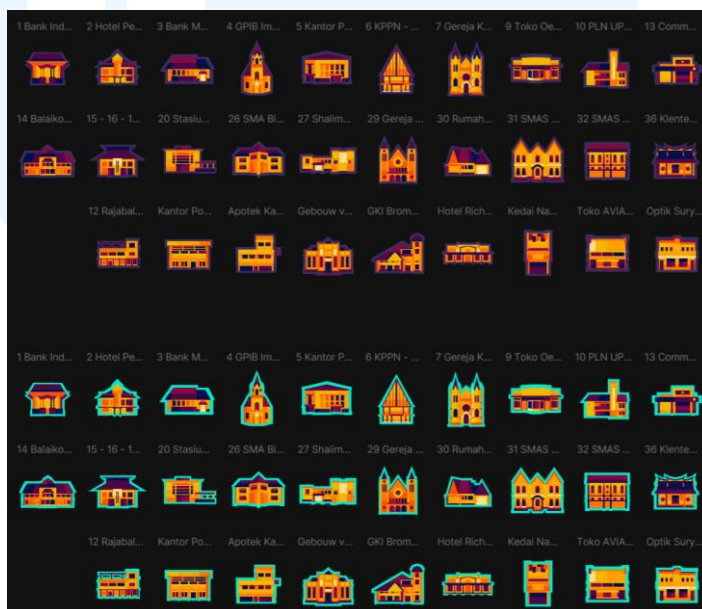 1 Bank Ind... 2 Hotel Pe... 3 Bank M... 4 GPIB Im... 5 Kantor P... 6 KPPN - ... 7 Gereja K... 9 Toko Oe... 10 PLN UP... 13 Comm...
14 Balaiko... 15 - 16 - 1... 20 Stasiu... 26 SMA Bi... 27 Shalim... 29 Gereja ... 30 Rumah... 31 SMAS ... 32 SMAS ... 36 Klente...
12 Rajabal... Kantor Po... Apotek Ka... Gebouw v... GKI Brom... Hotel Rich... Kedai Na... Toko AVIA... Optik Sury...
1 Bank Ind... 2 Hotel Pe... 3 Bank M... 4 GPIB Im... 5 Kantor P... 6 KPPN - ... 7 Gereja K... 9 Toko Oe... 10 PLN UP... 13 Comm...
14 Balaiko... 15 - 16 - 1... 20 Stasiu... 26 SMA Bi... 27 Shalim... 29 Gereja ... 30 Rumah... 31 SMAS ... 32 SMAS ... 36 Klente...
12 Rajabal... Kantor Po... Apotek Ka... Gebouw v... GKI Brom... Hotel Rich... Kedai Na... Toko AVIA... Optik Sury...